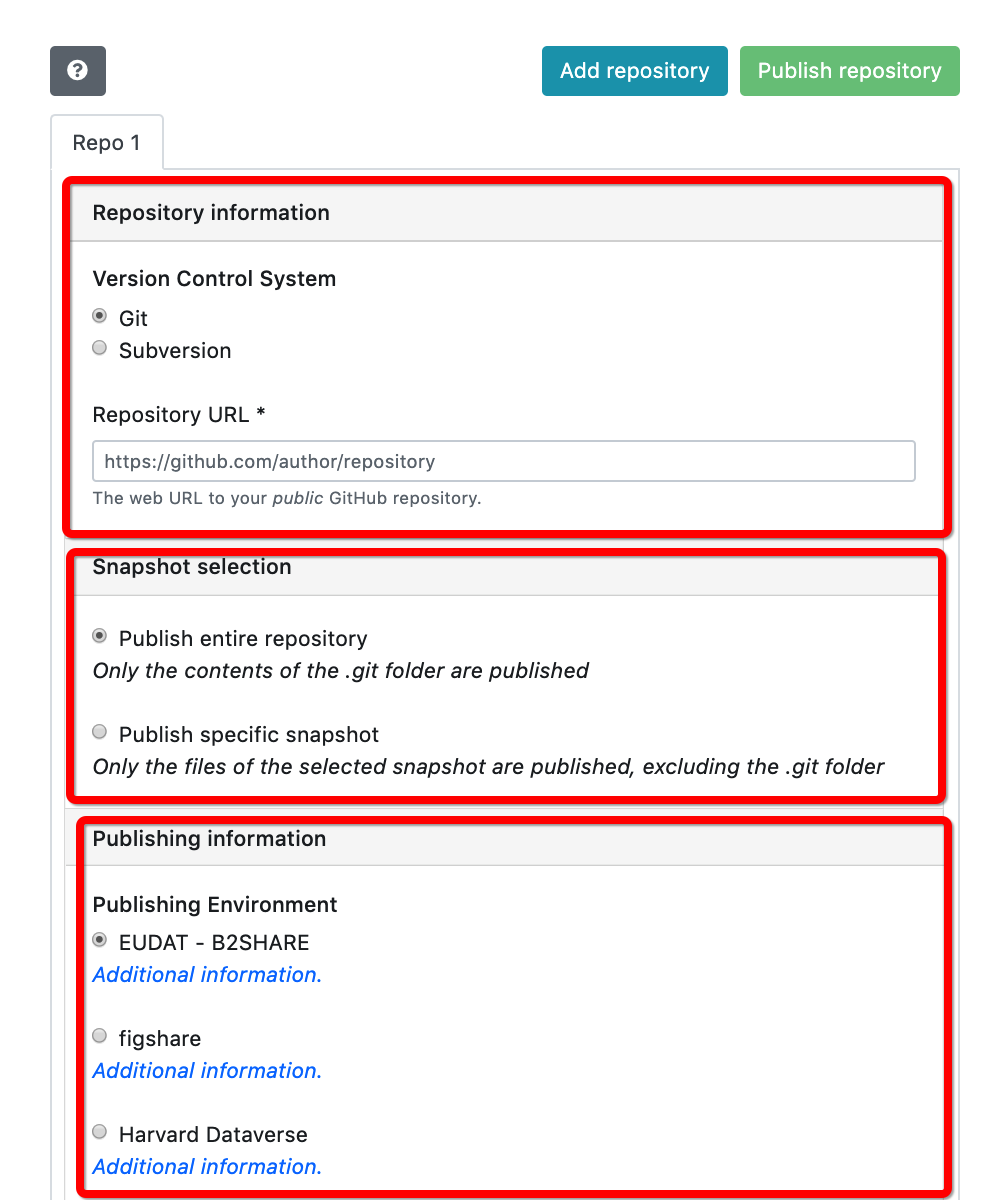 Add repository
Publish repository
Repo 1
Repository information
Version Control System
Git
Subversion
Repository URL *
https://github.com/author/repository
The web URL to your public GitHub repository.
Snapshot selection
Publish entire repository
Only the contents of the .git folder are published
Publish specific snapshot
Only the files of the selected snapshot are published, excluding the .git folder
Publishing information
Publishing Environment
EUDAT - B2SHARE
Additional information.
figshare
Additional information.
Harvard Dataverse
Additional information.